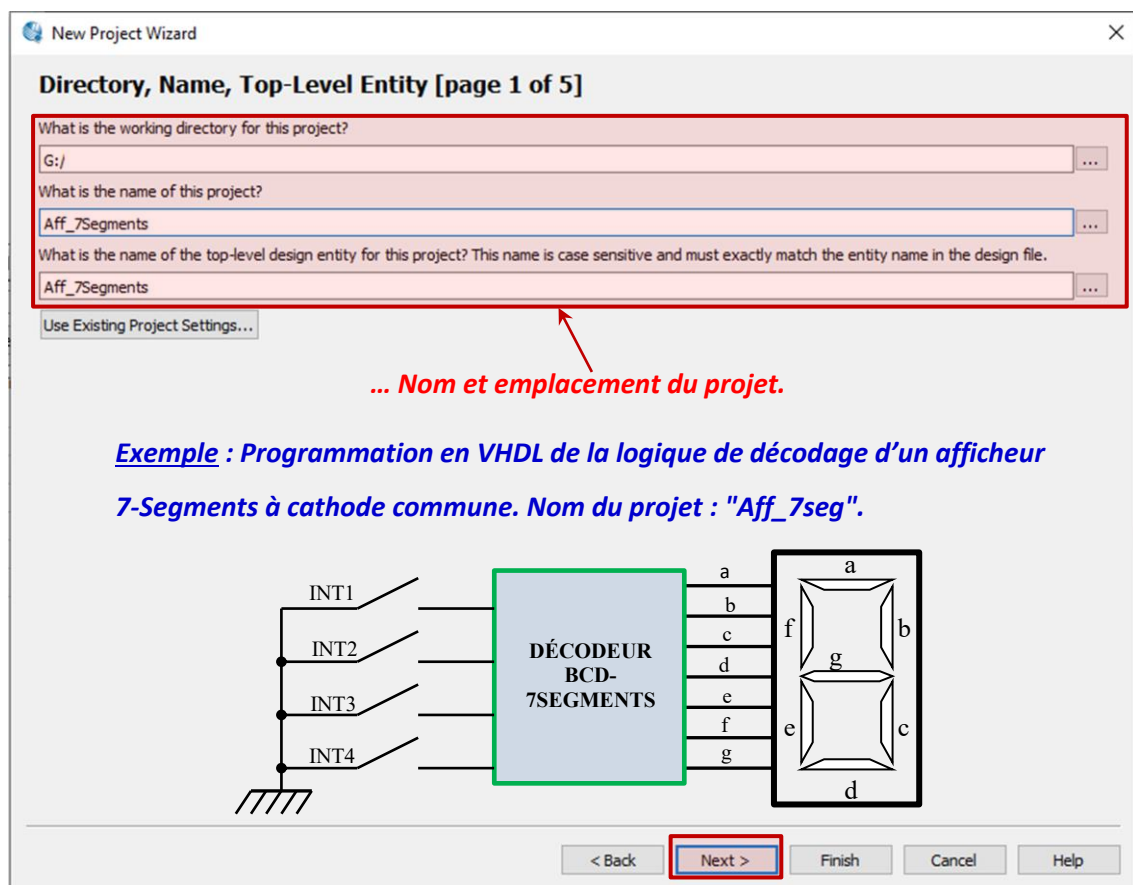 New Project Wizard
Directory, Name, Top-Level Entity [page 1 of 5]
What is the working directory for this project?
G:/
...
What is the name of this project?
Aff_7Segments
...
What is the name of the top-level design entity for this project? This name is case sensitive and must exactly match the entity name in the design file.
Aff_7Segments
...
Use Existing Project Settings...
... Nom et emplacement du projet.
Exemple : Programmation en VHDL de la logique de décodage d’un afficheur
7-Segments à cathode commune. Nom du projet : "Aff_7seg".
INT1
INT2
INT3
INT4
DÉCODEUR
BCD-
7SEGMENTS
a
b
c
d
e
f
g
a
f
b
g
e
c
d
< Back
Next >
Finish
Cancel
Help